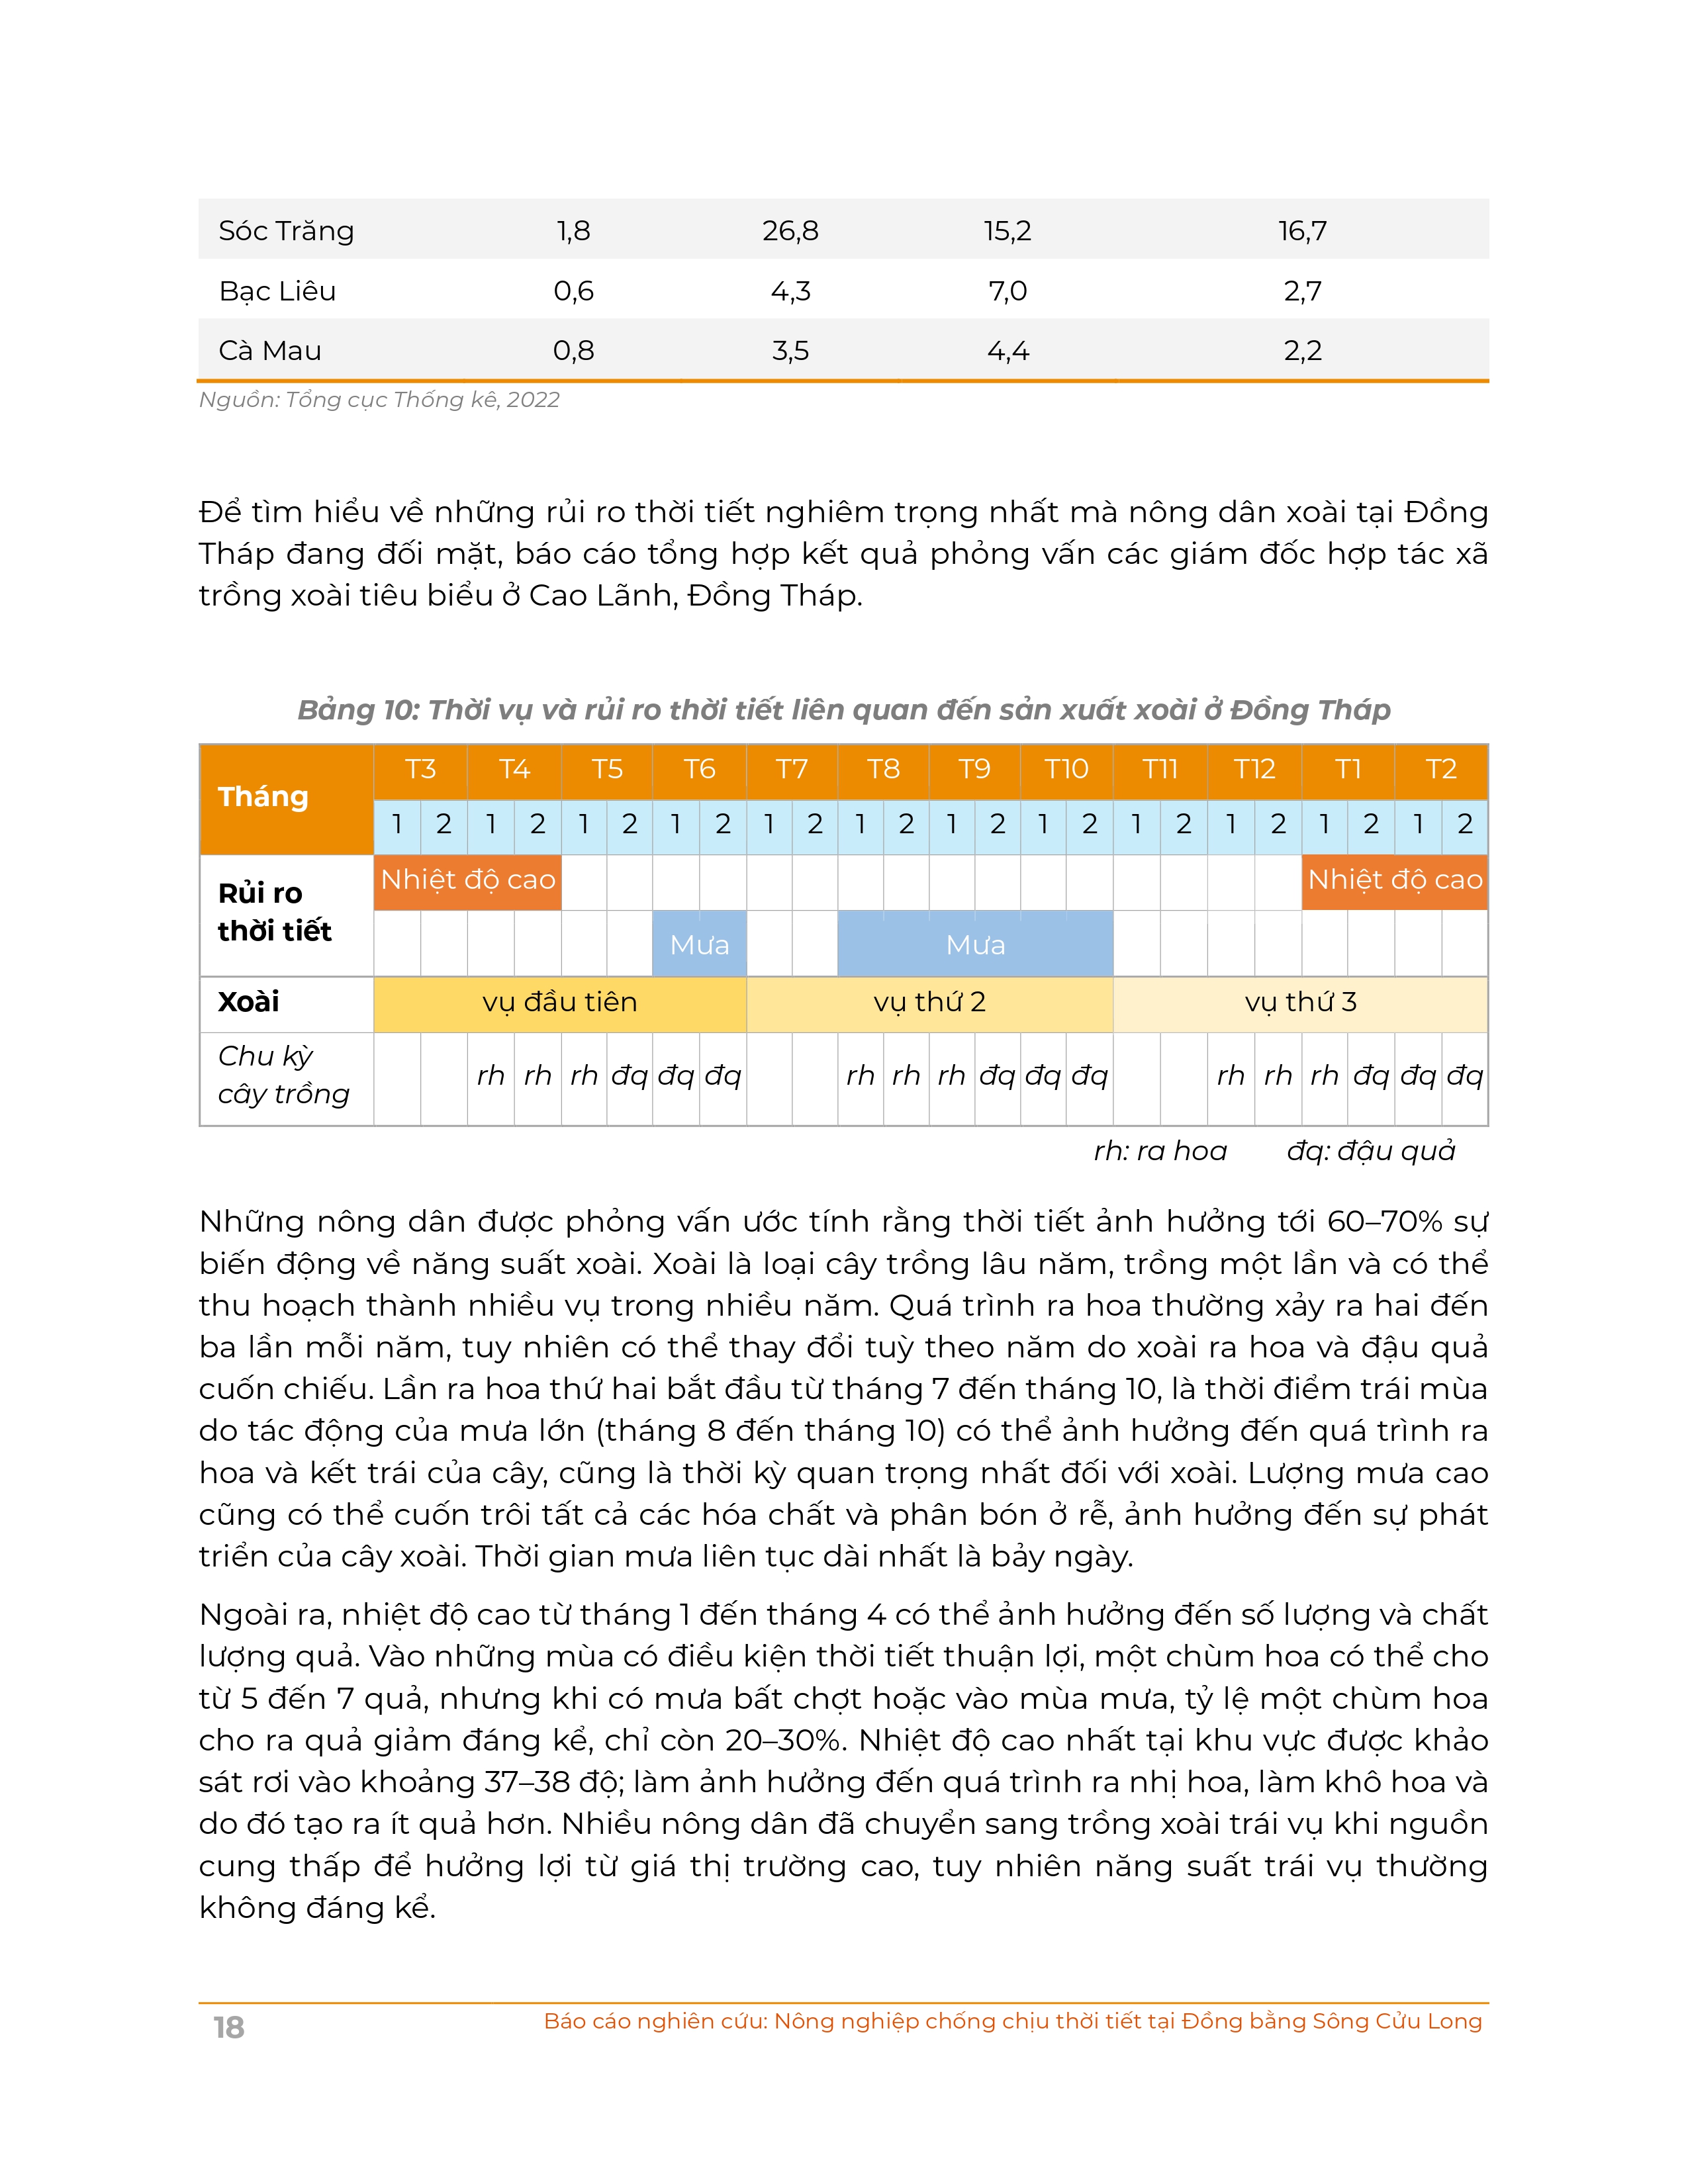 Sóc Trăng 1,8 26,8 15,2 16,7
Bạc Liêu 0,6 4,3 7,0 2,7
Cà Mau 0,8 3,5 4,4 2,2
Nguồn: Tổng cục Thống kê, 2022
Để tìm hiểu về những rủi ro thời tiết nghiêm trọng nhất mà nông dân xoài tại Đồng
Tháp đang đối mặt, báo cáo tổng hợp kết quả phỏng vấn các giám đốc hợp tác xã
trồng xoài tiêu biểu ở Cao Lãnh, Đồng Tháp.
Bảng 10: Thời vụ và rủi ro thời tiết liên quan đến sản xuất xoài ở Đồng Tháp
Tháng T3 T4 T5 T6 T7 T8 T9 T10 T11 T12 T1 T2
1 2 1 2 1 2 1 2 1 2 1 2 1 2 1 2 1 2 1 2 1 2 1 2
Rủi ro
thời tiết
Nhiệt độ cao Nhiệt độ cao
Mưa Mưa
Xoài vụ đầu tiên vụ thứ 2 vụ thứ 3
Chu kỳ
cây trồng
rh rh rh đq đq đq rh rh rh đq đq đq rh rh rh đq đq đq
rh: ra hoa đq: đậu quả
Những nông dân được phỏng vấn ước tính rằng thời tiết ảnh hưởng tới 60–70% sự
biến động về năng suất xoài. Xoài là loại cây trồng lâu năm, trồng một lần và có thể
thu hoạch thành nhiều vụ trong nhiều năm. Quá trình ra hoa thường xảy ra hai đến
ba lần mỗi năm, tuy nhiên có thể thay đổi tuỳ theo năm do xoài ra hoa và đậu quả
cuốn chiếu. Lần ra hoa thứ hai bắt đầu từ tháng 7 đến tháng 10, là thời điểm trái mùa
do tác động của mưa lớn (tháng 8 đến tháng 10) có thể ảnh hưởng đến quá trình ra
hoa và kết trái của cây, cũng là thời kỳ quan trọng nhất đối với xoài. Lượng mưa cao
cũng có thể cuốn trôi tất cả các hóa chất và phân bón ở rễ, ảnh hưởng đến sự phát
triển của cây xoài. Thời gian mưa liên tục dài nhất là bảy ngày.
Ngoài ra, nhiệt độ cao từ tháng 1 đến tháng 4 có thể ảnh hưởng đến số lượng và chất
lượng quả. Vào những mùa có điều kiện thời tiết thuận lợi, một chùm hoa có thể cho
từ 5 đến 7 quả, nhưng khi có mưa bất chợt hoặc vào mùa mưa, tỷ lệ một chùm hoa
cho ra quả giảm đáng kể, chỉ còn 20–30%. Nhiệt độ cao nhất tại khu vực được khảo
sát rơi vào khoảng 37–38 độ; làm ảnh hưởng đến quá trình ra nhị hoa, làm khô hoa và
do đó tạo ra ít quả hơn. Nhiều nông dân đã chuyển sang trồng xoài trái vụ khi nguồn
cung thấp để hưởng lợi từ giá thị trường cao, tuy nhiên năng suất trái vụ thường
không đáng kể.
18 Báo cáo nghiên cứu: Nông nghiệp chống chịu thời tiết tại Đồng bằng Sông Cửu Long